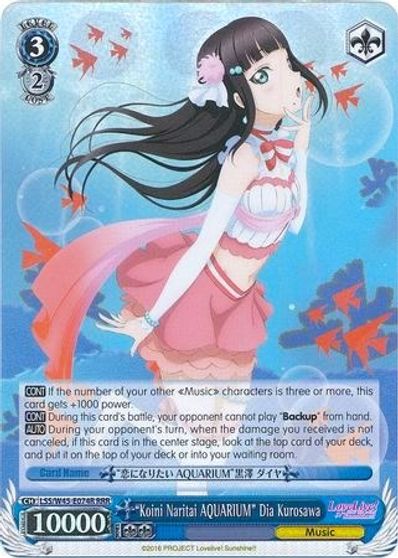 LEVEL
3
2
COST
CONT If the number of your other «Music» characters is three or more, this
card gets +1000 power.
CONT During this card's battle, your opponent cannot play "Backup" from hand.
AUTO During your opponent's turn, when the damage you received is not
canceled, if this card is in the center stage, look at the top card of your deck,
and put it on the top of your deck or into your waiting room.
Card Name
"恋になりたい AQUARIUM" 黒澤 ダイヤ
CH LSS/W45-E074R RRR
10000
"Koini Naritai AQUARIUM" Dia Kurosawa
Love Live!
Music
©2016 PROJECT Lovelive! Sunshine!!